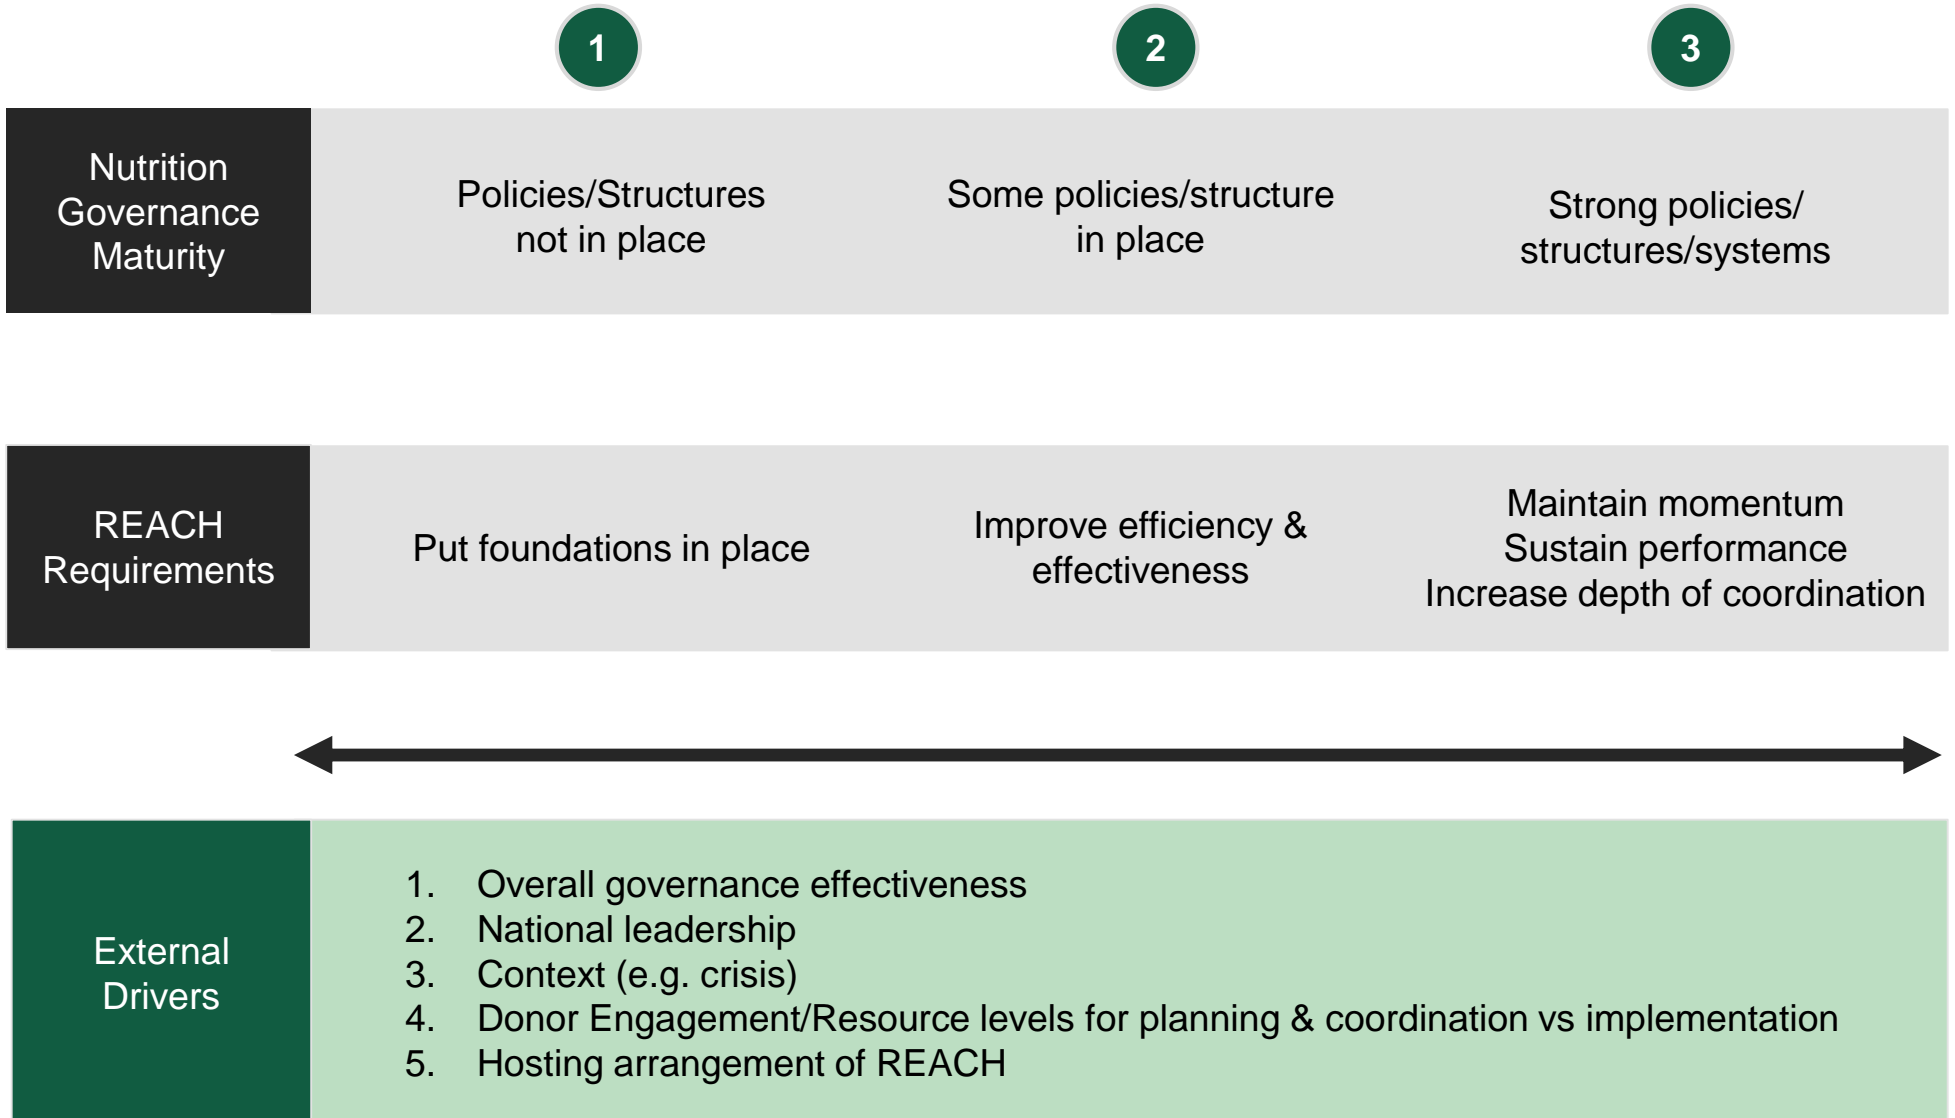 1
2
3
Nutrition
Governance
Maturity
Policies/Structures
not in place
Some policies/structure
in place
Strong policies/
structures/systems
REACH
Requirements
Put foundations in place
Improve efficiency &
effectiveness
Maintain momentum
Sustain performance
Increase depth of coordination
External
Drivers
1. Overall governance effectiveness
2. National leadership
3. Context (e.g. crisis)
4. Donor Engagement/Resource levels for planning & coordination vs implementation
5. Hosting arrangement of REACH